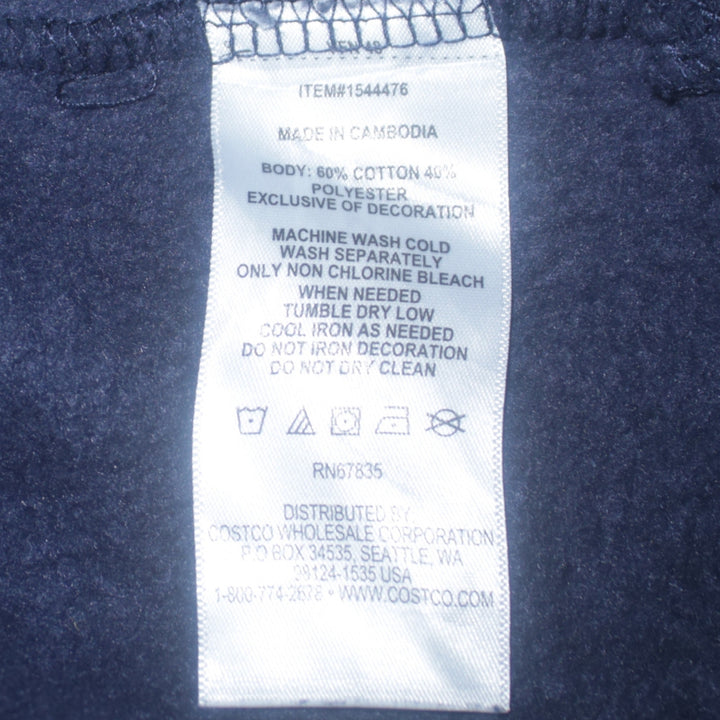 ITEM#1544476
MADE IN CAMBODIA
BODY: 60% COTTON 40%
POLYESTER
EXCLUSIVE OF DECORATION
MACHINE WASH COLD
WASH SEPARATELY
ONLY NON CHLORINE BLEACH
WHEN NEEDED
TUMBLE DRY LOW
COOL IRON AS NEEDED
DO NOT IRON DECORATION
DO NOT DRY CLEAN
RN67835
DISTRIBUTED BY
COSTCO WHOLESALE CORPORATION
P.O BOX 34535, SEATTLE, WA
98124-1535 USA
1-800-774-2678 • WWW.COSTCO.COM